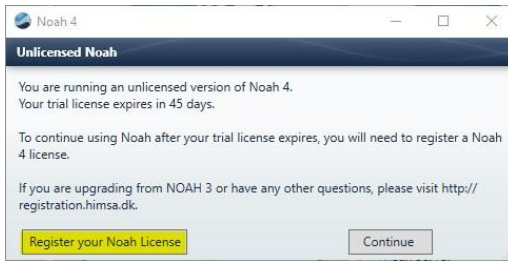 Noah 4
Unlicensed Noah
You are running an unlicensed version of Noah 4.
Your trial license expires in 45 days.
To continue using Noah after your trial license expires, you will need to register a Noah
4 license.
If you are upgrading from NOAH 3 or have any other questions, please visit http://
registration.himsa.dk.
Register your Noah License
Continue